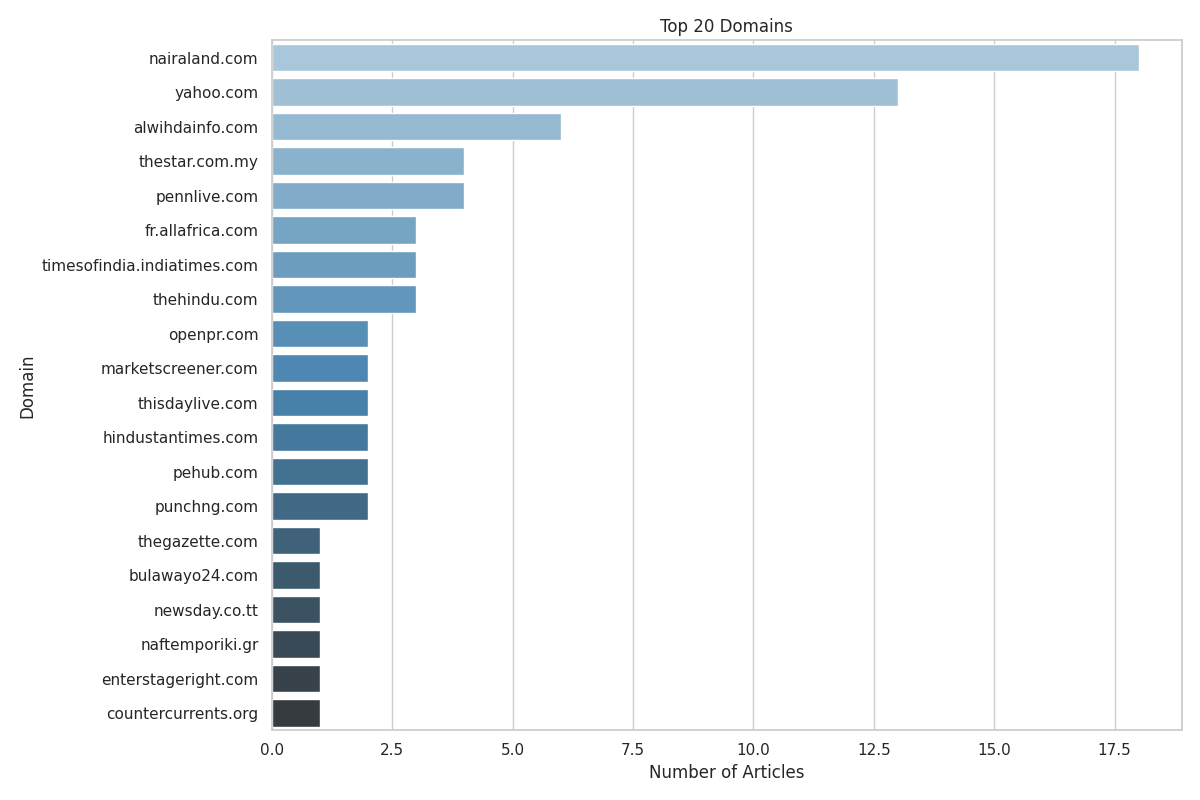 Top 20 Domains
nairaland.com
yahoo.com
alwihdainfo.com
thestar.com.my
pennlive.com
fr.allafrica.com
timesofindia.indiatimes.com
thehindu.com
openpr.com
marketscreener.com
thisdaylive.com
hindustantimes.com
pehub.com
punchng.com
thegazette.com
bulawayo24.com
newsday.co.tt
naftemporiki.gr
enterstageright.com
countercurrents.org
Domain
0.0 2.5 5.0 7.5 10.0 12.5 15.0 17.5
Number of Articles